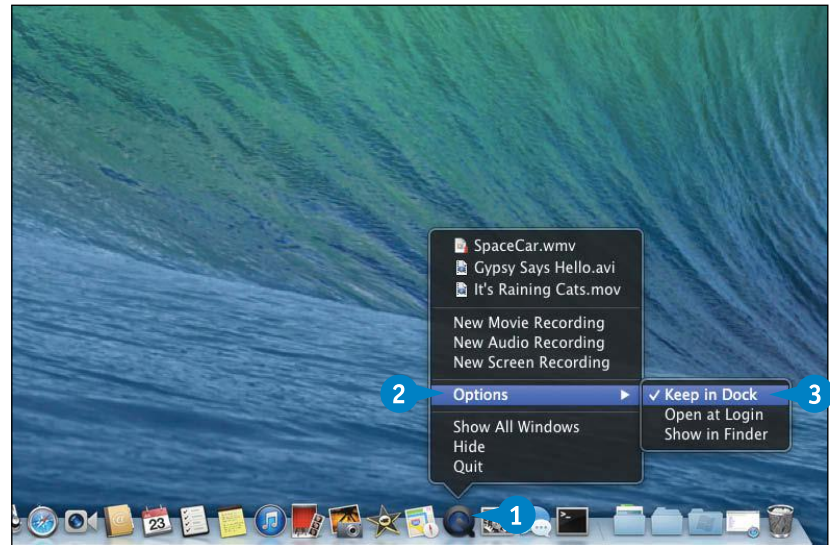 SpaceCar.wmv
Gypsy Says Hello.avi
It's Raining Cats.mov
New Movie Recording
New Audio Recording
New Screen Recording
2 Options ▶ ✓ Keep in Dock 3
Open at Login
Show All Windows
Show in Finder
Hide
Quit
23
1